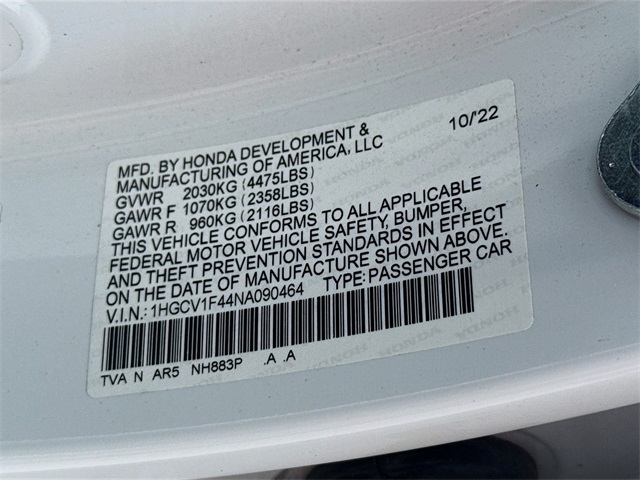 MFD. BY HONDA DEVELOPMENT & 10/'22
MANUFACTURING OF AMERICA, LLC
GVWR 2030KG (4475LBS)
GAWR F 1070KG (2358LBS)
GAWR R 960KG (2116LBS)
THIS VEHICLE CONFORMS TO ALL APPLICABLE
FEDERAL MOTOR VEHICLE SAFETY, BUMPER,
AND THEFT PREVENTION STANDARDS IN EFFECT
ON THE DATE OF MANUFACTURE SHOWN ABOVE.
V.I.N.: 1HGCV1F44NA090464 TYPE: PASSENGER CAR
TVA N AR5 NH883P .A .A